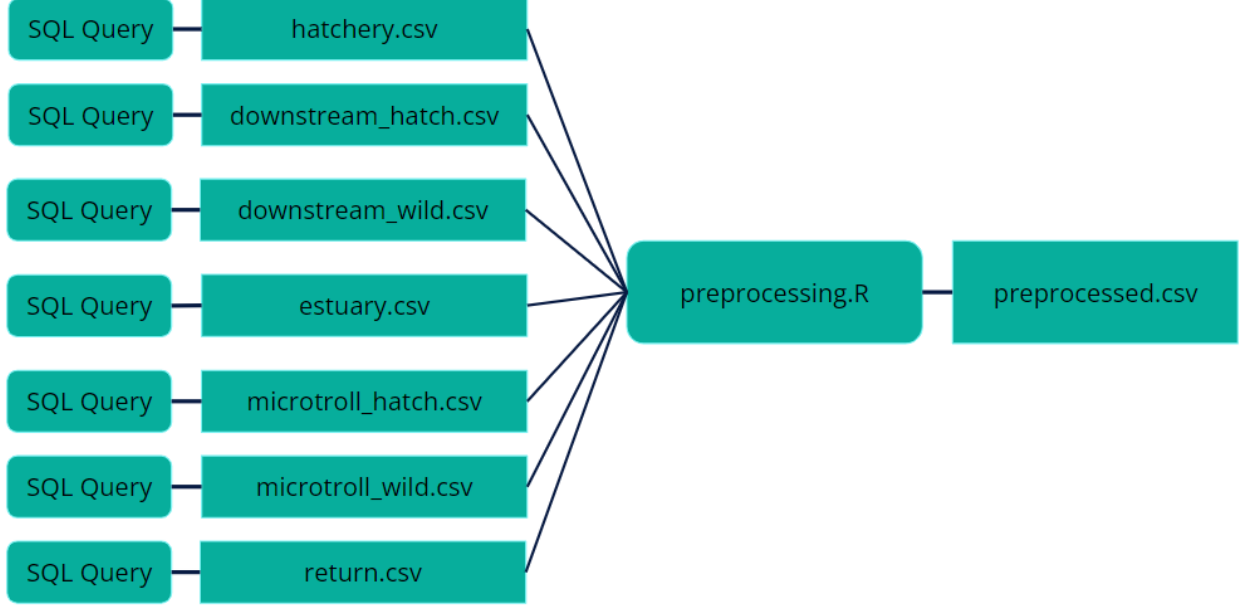 SQL Query
hatchery.csv
SQL Query
downstream_hatch.csv
SQL Query
downstream_wild.csv
SQL Query
estuary.csv
SQL Query
microtroll_hatch.csv
SQL Query
microtroll_wild.csv
SQL Query
return.csv
preprocessing.R
preprocessed.csv